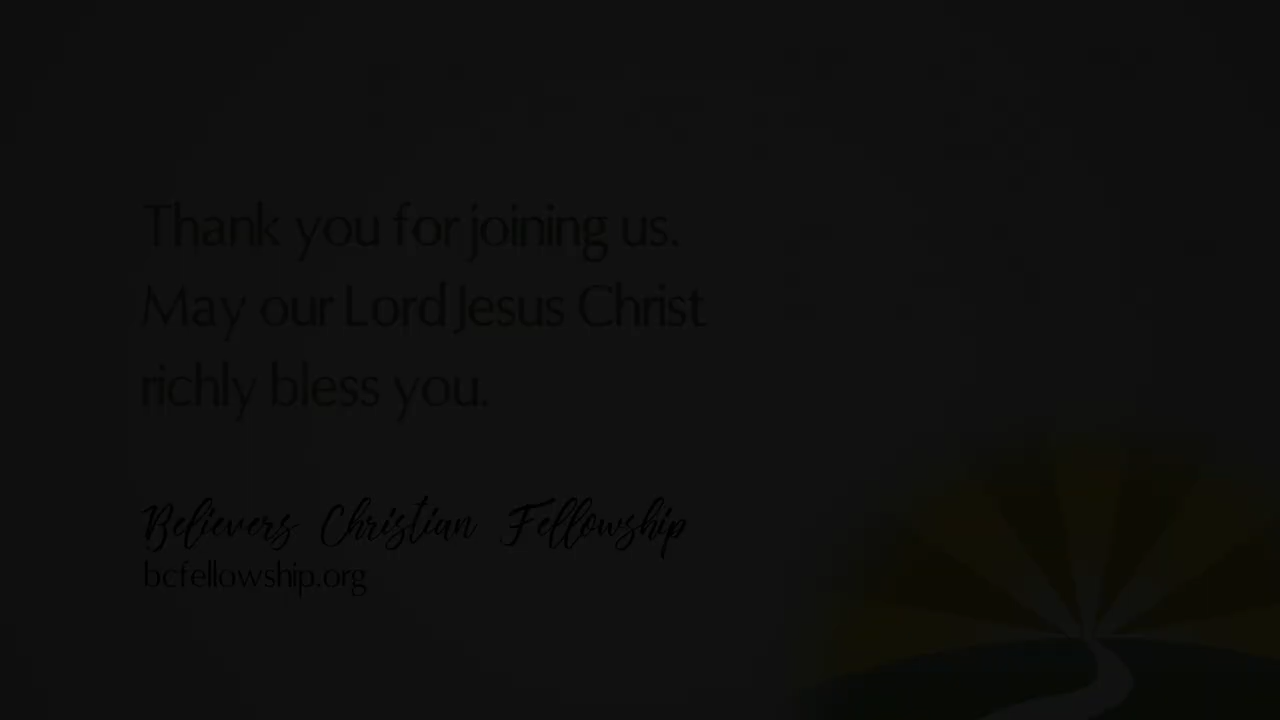 Thank you for joining us.
May our Lord Jesus Christ
richly bless you.
Believers Christian Fellowship
bcfellowship.org